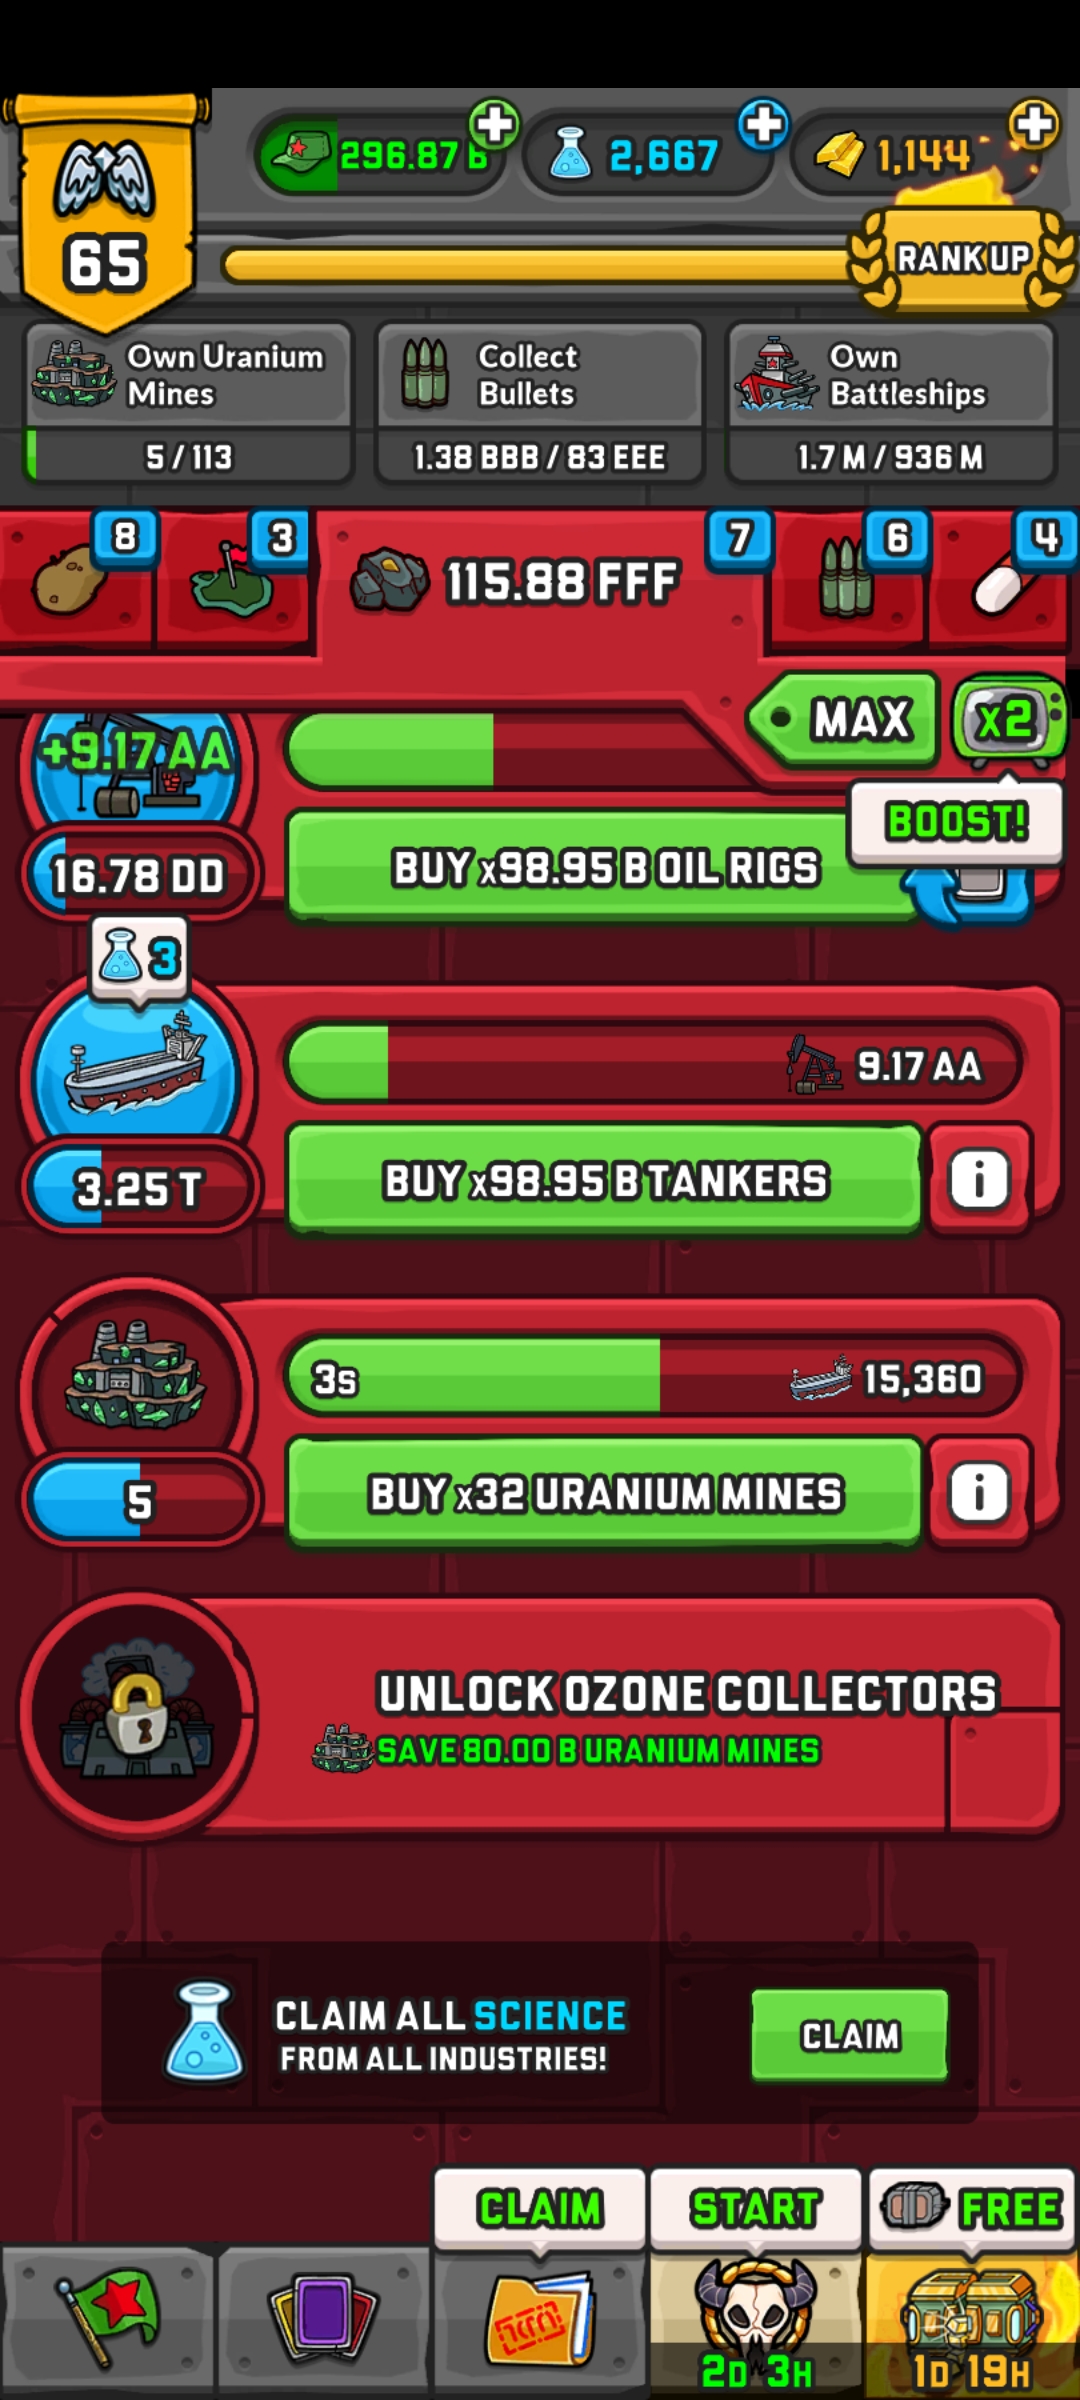 296.87 B
2,667
1,144
65
RANK UP
Own Uranium
Mines
5 / 113
Collect
Bullets
1.38 BBB / 83 EEE
Own
Battleships
1.7 M / 936 M
8
3
115.88 FFF
7
6
4
MAX
x2
BOOST!
+9.17 AA
16.78 DD
BUY x98.95 B OIL RIGS
3
9.17 AA
3.25 T
BUY x98.95 B TANKERS
i
3s
15,360
5
BUY x32 URANIUM MINES
i
UNLOCK OZONE COLLECTORS
SAVE 80.00 B URANIUM MINES
CLAIM ALL SCIENCE
FROM ALL INDUSTRIES!
CLAIM
CLAIM
START
FREE
2D 3H
1D 19H